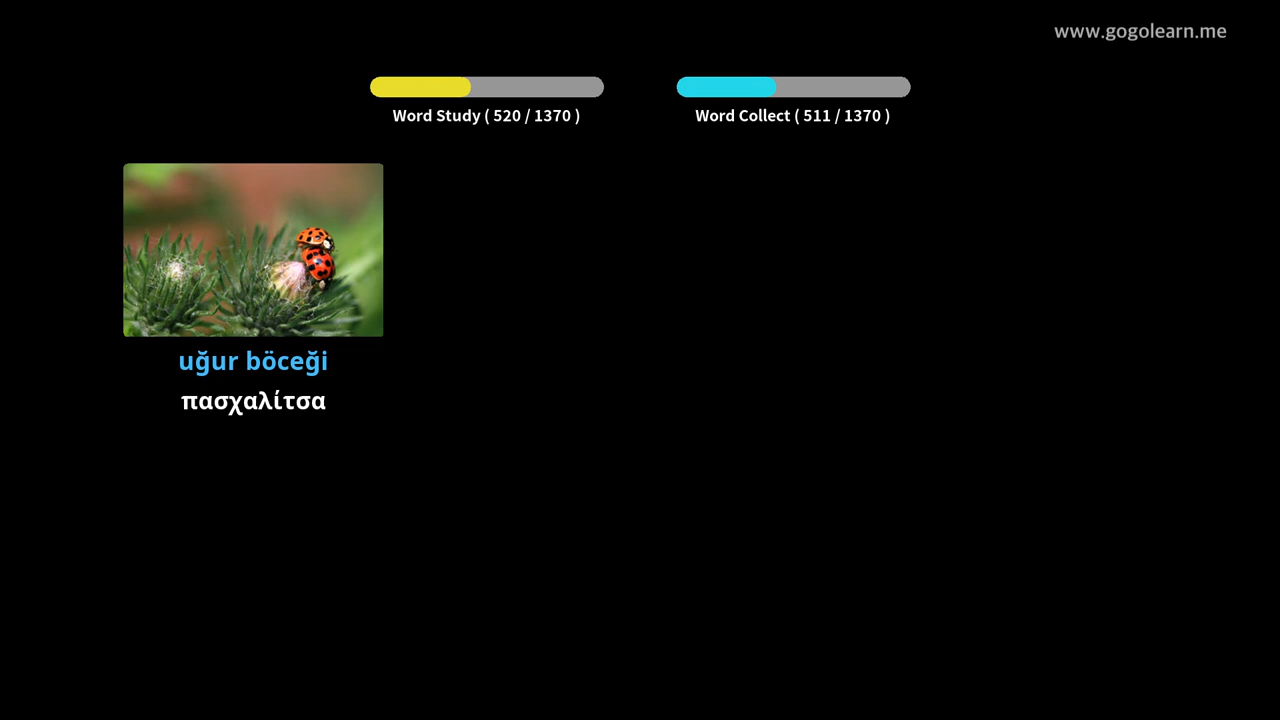 www.gogolearn.me
Word Study ( 520 / 1370 )
Word Collect ( 511 / 1370 )
uğur böceği
πασχαλίτσα